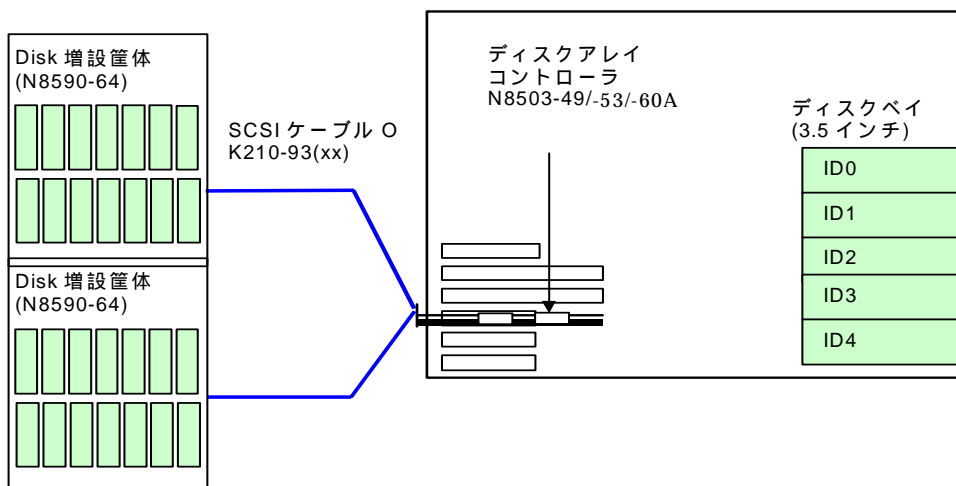 Disk 増設筐体
(N8590-64)
SCSI ケーブル O
K210-93(xx)
Disk 増設筐体
(N8590-64)
ディスクアレイ
コントローラ
N8503-49/-53/-60A
ディスクベイ
(3.5 インチ)
ID0
ID1
ID2
ID3
ID4